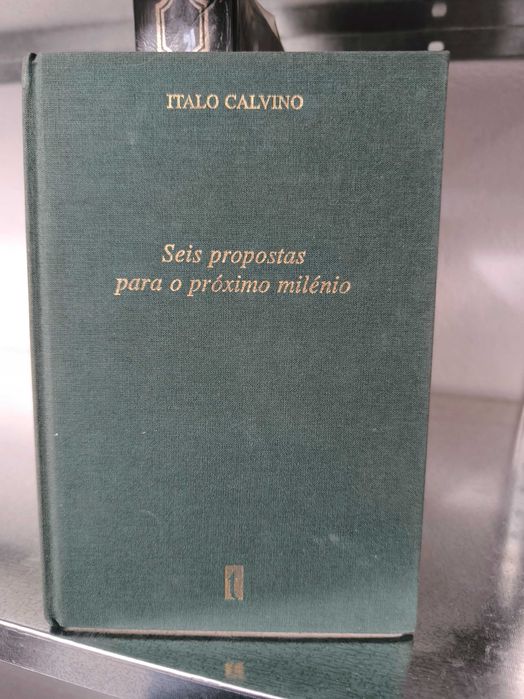 ITALO CALVINO
Seis propostas
para o próximo milénio
t